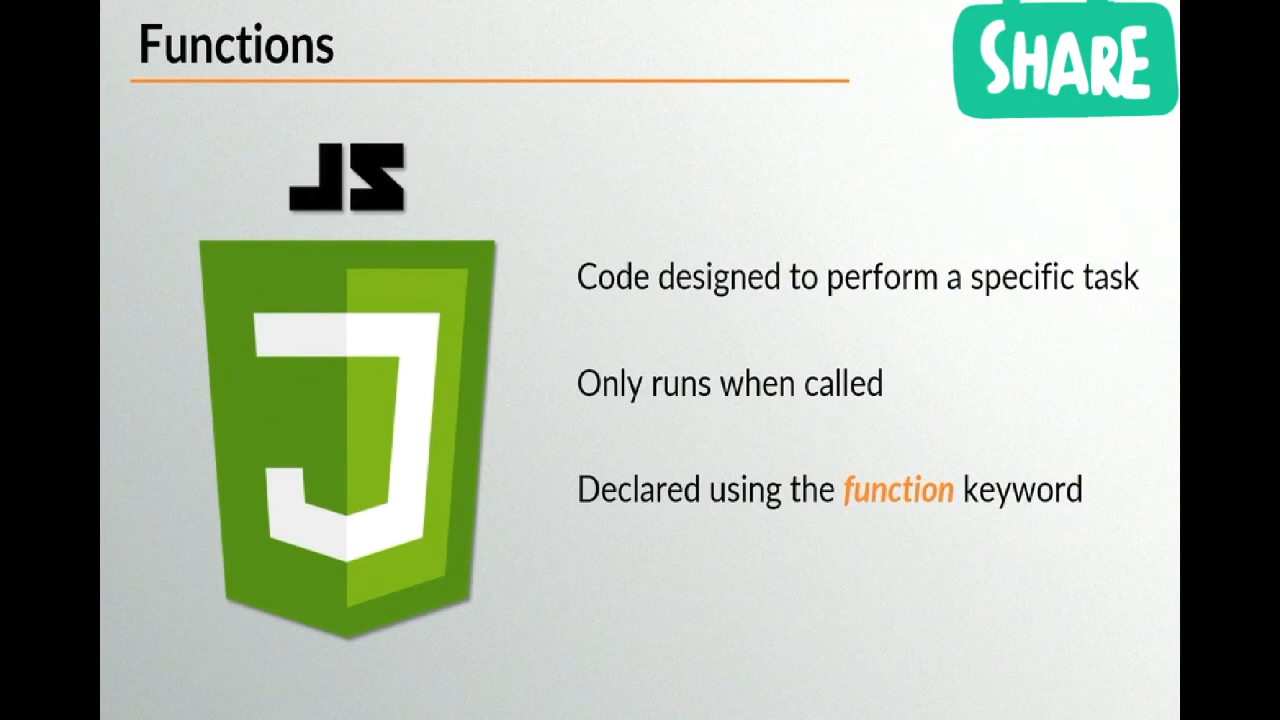 Functions
SHARE
JS
J
Code designed to perform a specific task
Only runs when called
Declared using the function keyword